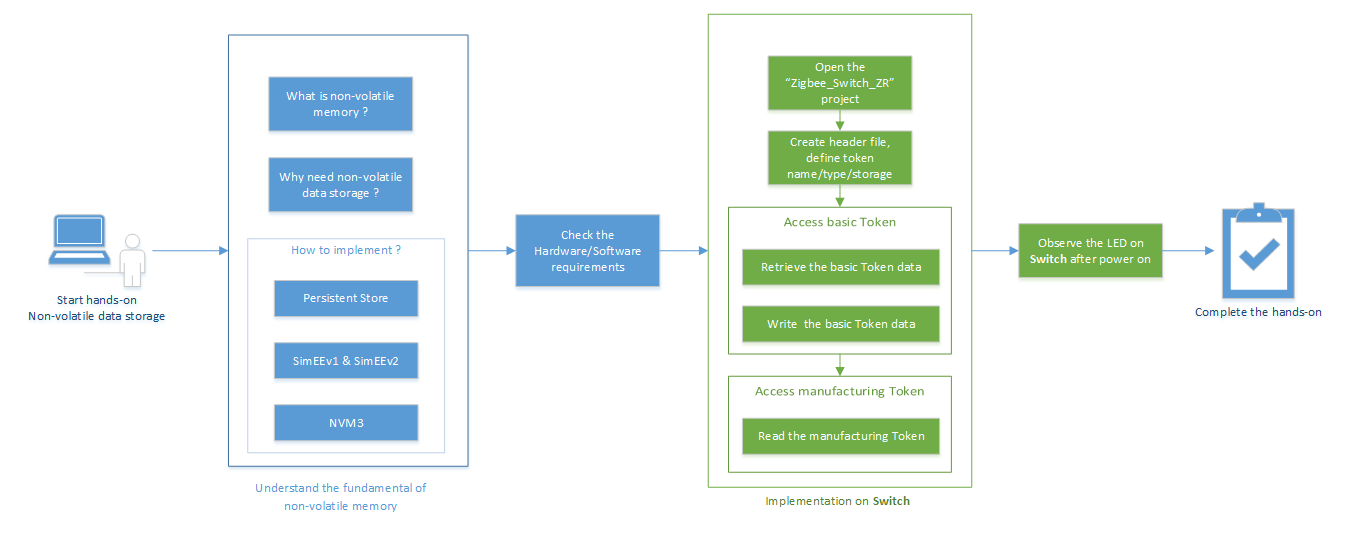 Start hands-on
Non-volatile data storage
What is non-volatile
memory ?
Why need non-volatile
data storage ?
How to implement ?
Persistent Store
SimEEv1 & SimEEv2
NVM3
Understand the fundamental of
non-volatile memory
Check the
Hardware/Software
requirements
Open the
“Zigbee_Switch_ZR”
project
Create header file,
define token
name/type/storage
Access basic Token
Retrieve the basic Token data
Write  the basic Token data
Access manufacturing Token
Read the manufacturing Token
Implementation on Switch
Observe the LED on
Switch after power on
Complete the hands-on